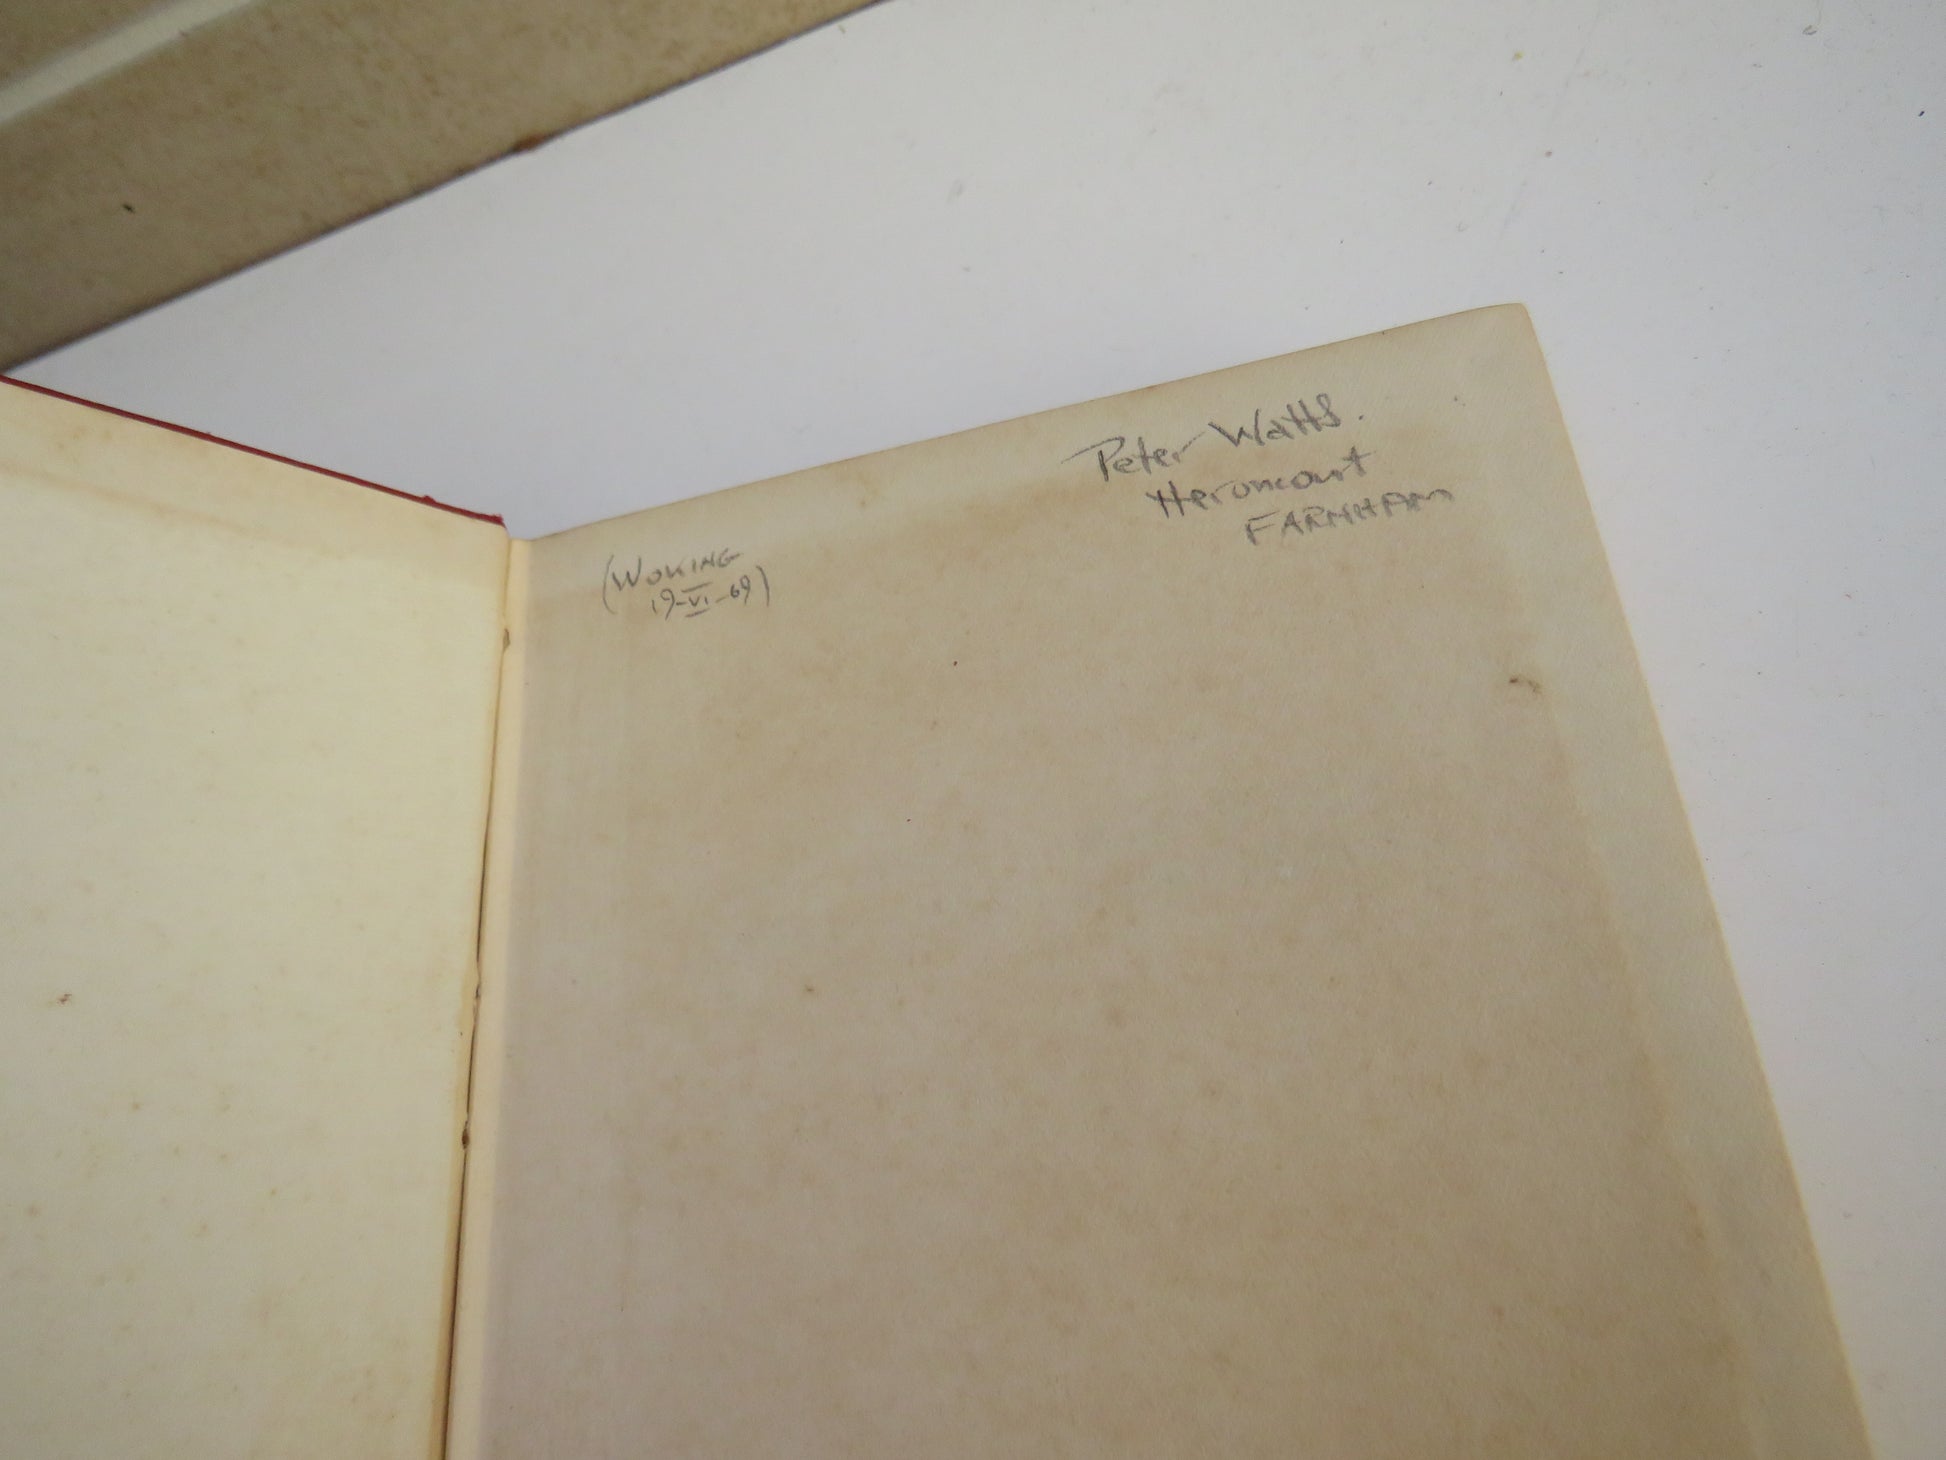 Peter Watts.
Heroncourt
FARNHAM
(WOKING
19-VI-69)